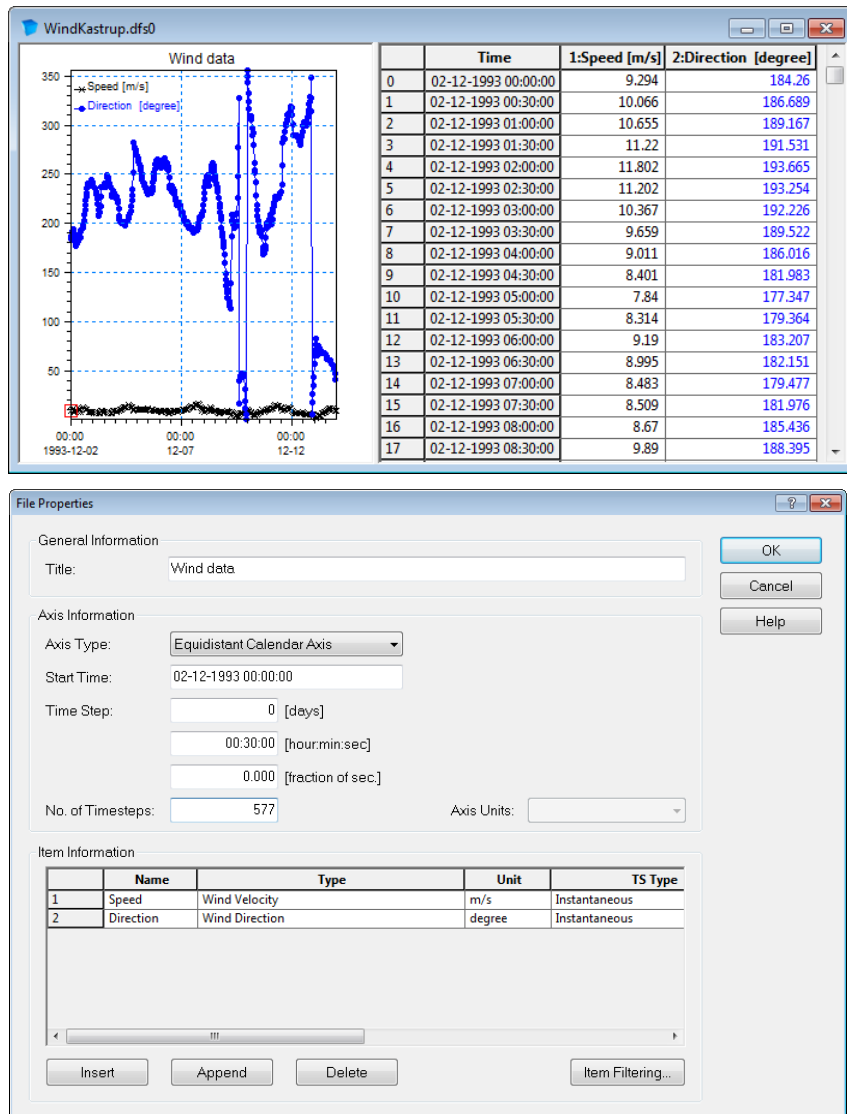 WindKastrup.dfs0
Wind data
Speed [m/s]
Direction [degree]
350
300
250
200
150
100
50
00:00 00:00 00:00
1993-12-02 12-07 12-12
Time 1:Speed [m/s] 2:Direction [degree]
0 02-12-1993 00:00:00 9.294 184.26
1 02-12-1993 00:30:00 10.066 186.689
2 02-12-1993 01:00:00 10.655 189.167
3 02-12-1993 01:30:00 11.22 191.531
4 02-12-1993 02:00:00 11.802 193.665
5 02-12-1993 02:30:00 11.202 193.254
6 02-12-1993 03:00:00 10.367 192.226
7 02-12-1993 03:30:00 9.659 189.522
8 02-12-1993 04:00:00 9.011 186.016
9 02-12-1993 04:30:00 8.401 181.983
10 02-12-1993 05:00:00 7.84 177.347
11 02-12-1993 05:30:00 8.314 179.364
12 02-12-1993 06:00:00 9.19 183.207
13 02-12-1993 06:30:00 8.995 182.151
14 02-12-1993 07:00:00 8.483 179.477
15 02-12-1993 07:30:00 8.509 181.976
16 02-12-1993 08:00:00 8.67 185.436
17 02-12-1993 08:30:00 9.89 188.395
File Properties
General Information
Title: Wind data
OK
Cancel
Help
Axis Information
Axis Type: Equidistant Calendar Axis
Start Time: 02-12-1993 00:00:00
Time Step: 0 [days]
00:30:00 [hour:min:sec]
0.000 [fraction of sec.]
No. of Timesteps: 577 Axis Units:
Item Information
Name Type Unit TS Type
1 Speed Wind Velocity m/s Instantaneous
2 Direction Wind Direction degree Instantaneous
Insert Append Delete Item Filtering...